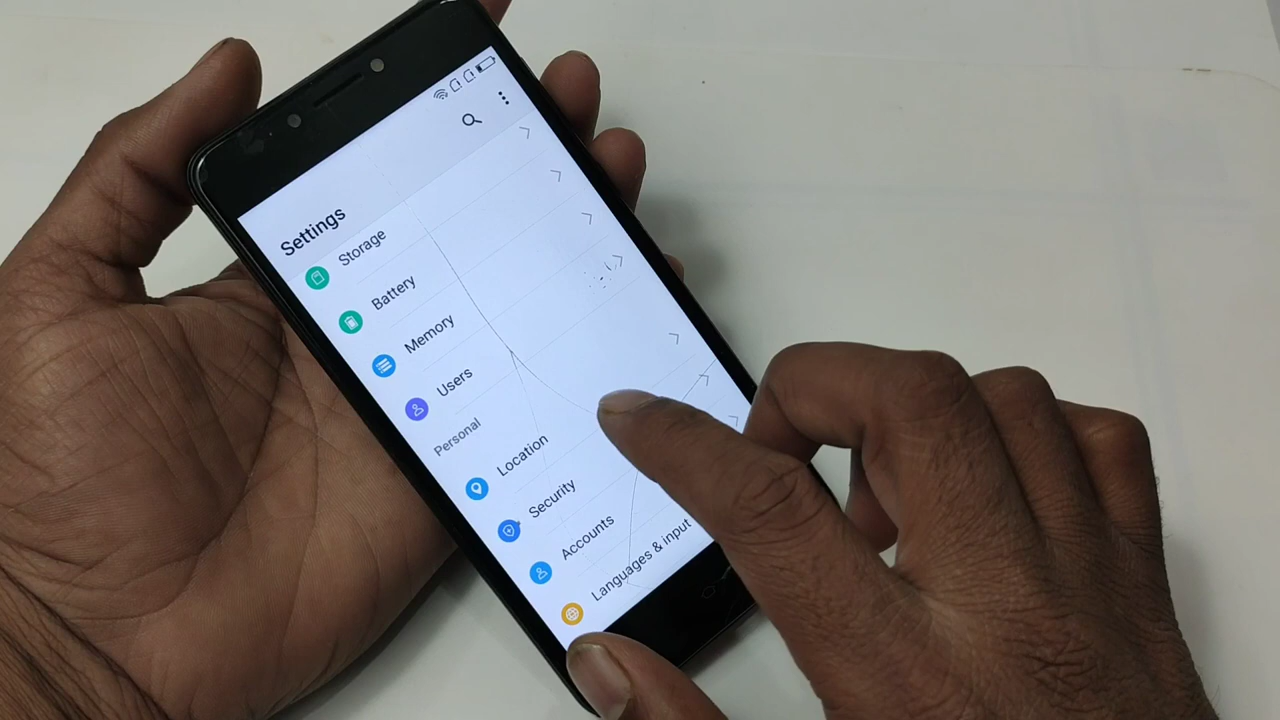 Settings
Storage
Battery
Memory
Users
Personal
Location
Security
Accounts
Languages & input